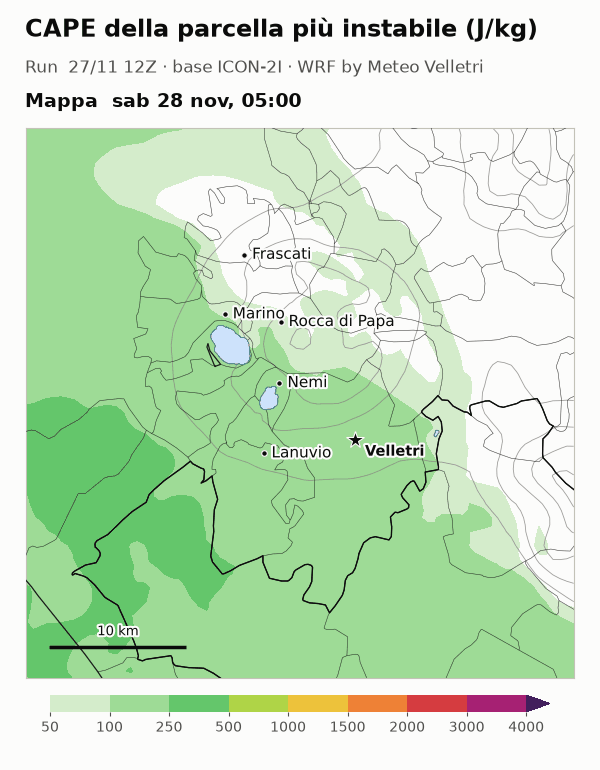 CAPE della parcella più instabile (J/kg)
Run  27/11 12Z · base ICON-2I · WRF by Meteo Velletri
Mappa  sab 28 nov, 05:00
Frascati
Marino
Rocca di Papa
Nemi
Velletri
Lanuvio
10 km
50 100 250 500 1000 1500 2000 3000 4000